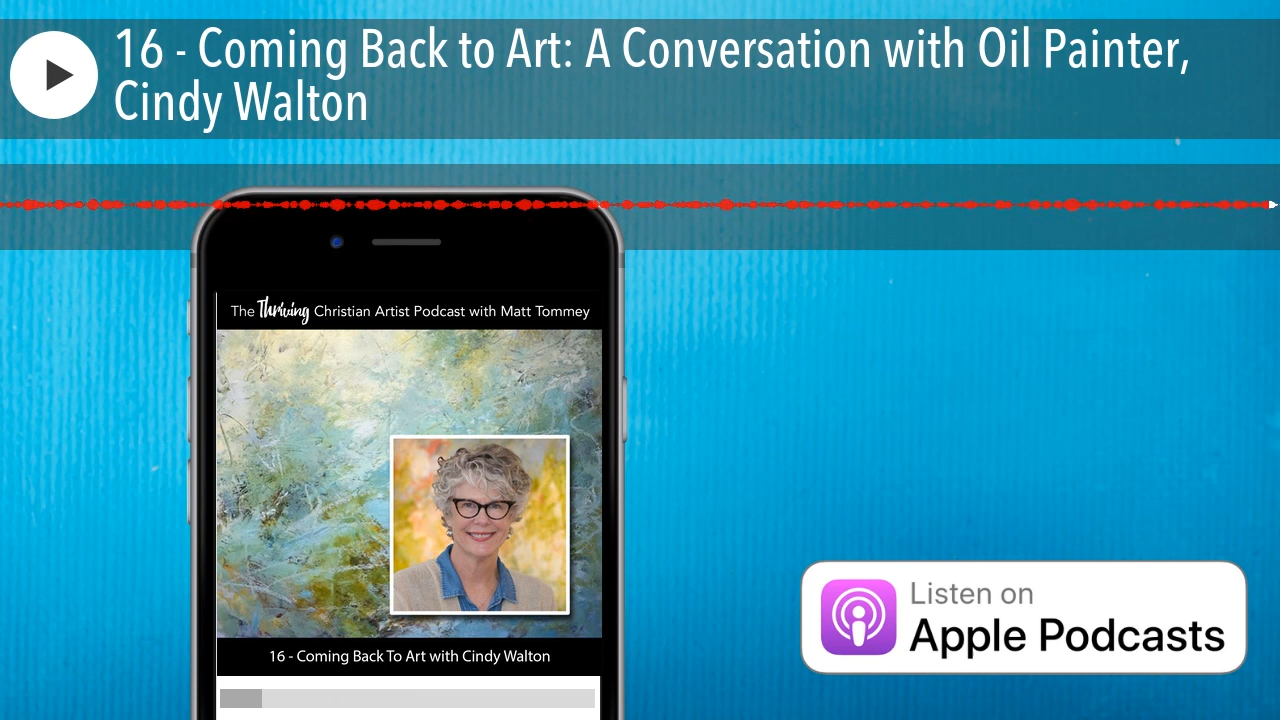 16 - Coming Back to Art: A Conversation with Oil Painter,
Cindy Walton
The Thriving Christian Artist Podcast with Matt Tommey
16 - Coming Back To Art with Cindy Walton
Listen on
Apple Podcasts